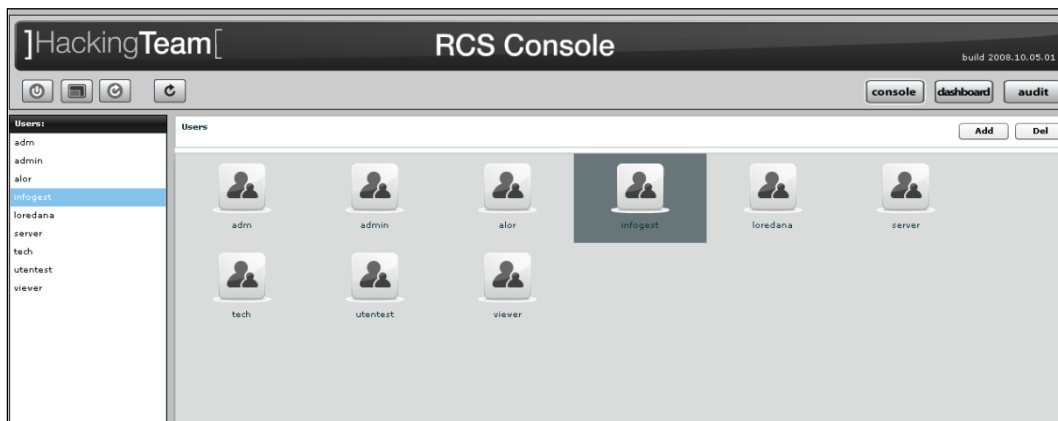 ]HackingTeam[
RCS Console
build 2008.10.05.01
console dashboard audit
Users:
adm
admin
alor
infogest
loredana
server
tech
utentest
viewer
Users
Add Del
adm admin alor infogest loredana server
tech utentest viewer